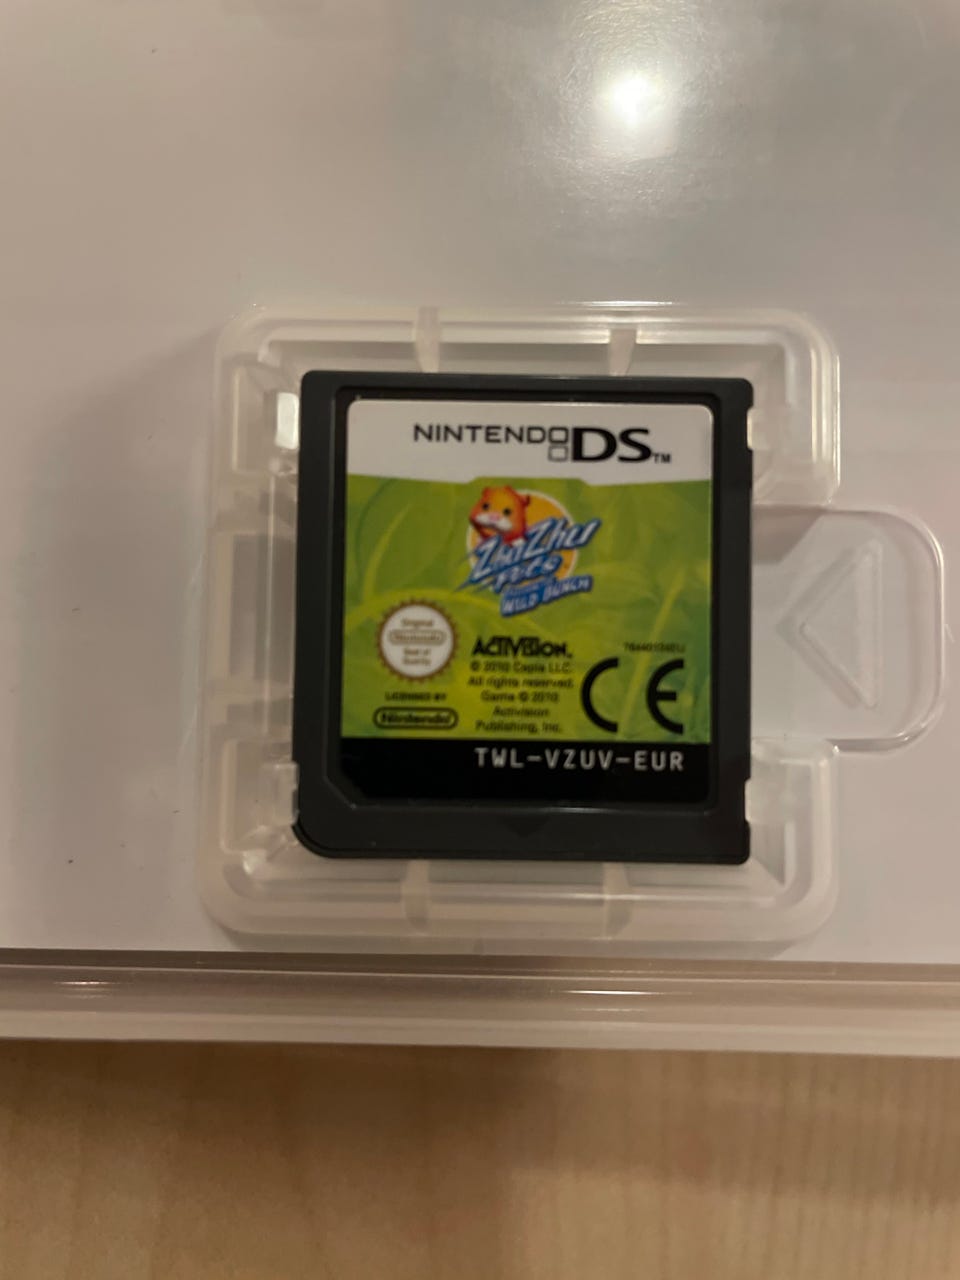 NINTENDO DS™
ZhuZhu
Pets
WILD BUNCH
Original
Nintendo
Seal of
Quality
LICENSED BY
Nintendo
ACTIVISION.
© 2010 Cepia LLC.
All rights reserved.
Game © 2010
Activision
Publishing, Inc.
CE
TWL-VZUV-EUR